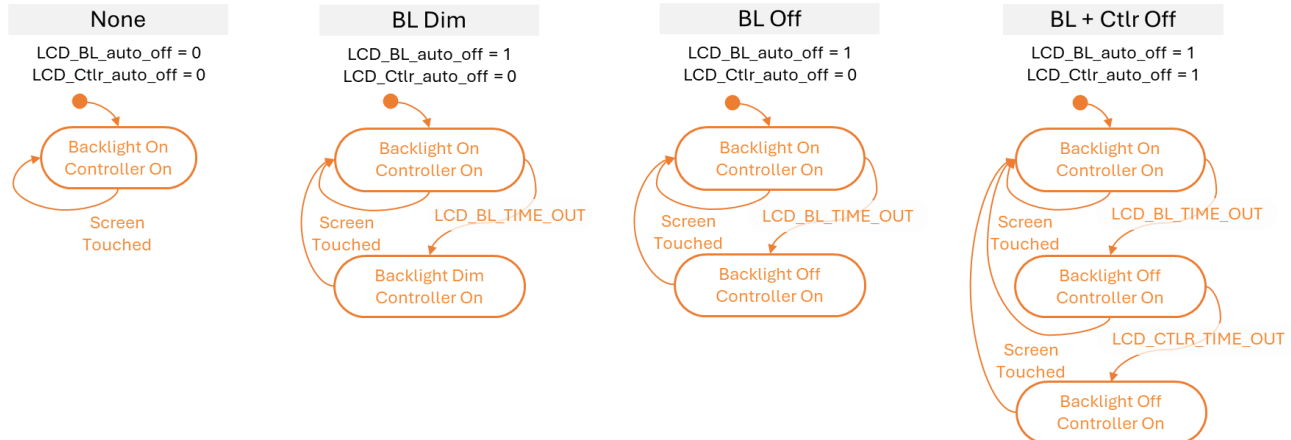 None
LCD_BL_auto_off = 0
LCD_Ctlr_auto_off = 0
Backlight On
Controller On
Screen
Touched
BL Dim
LCD_BL_auto_off = 1
LCD_Ctlr_auto_off = 0
Backlight On
Controller On
Screen
Touched
LCD_BL_TIME_OUT
Backlight Dim
Controller On
BL Off
LCD_BL_auto_off = 1
LCD_Ctlr_auto_off = 0
Backlight On
Controller On
Screen
Touched
LCD_BL_TIME_OUT
Backlight Off
Controller On
BL + Ctlr Off
LCD_BL_auto_off = 1
LCD_Ctlr_auto_off = 1
Backlight On
Controller On
Screen
Touched
LCD_BL_TIME_OUT
Backlight Off
Controller On
LCD_CTLR_TIME_OUT
Screen
Touched
Backlight Off
Controller On